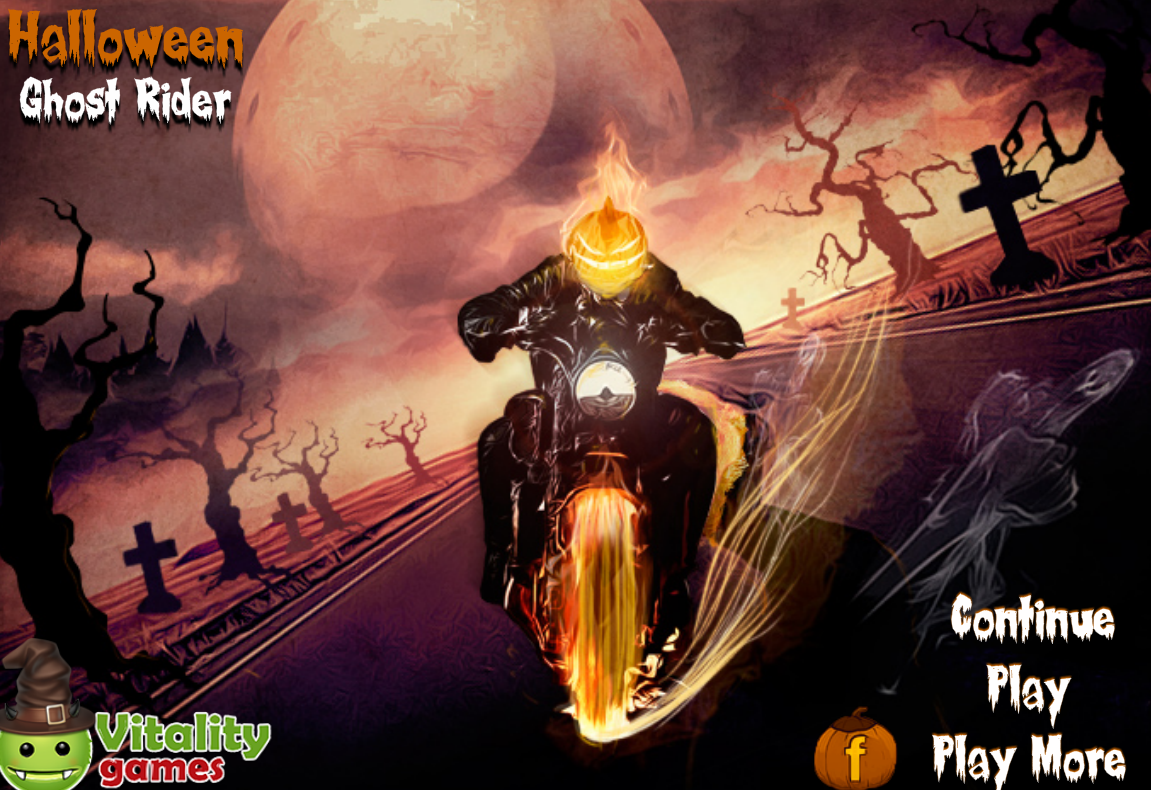 Halloween
Ghost Rider
Continue
Play
Play More
f
Vitality
games